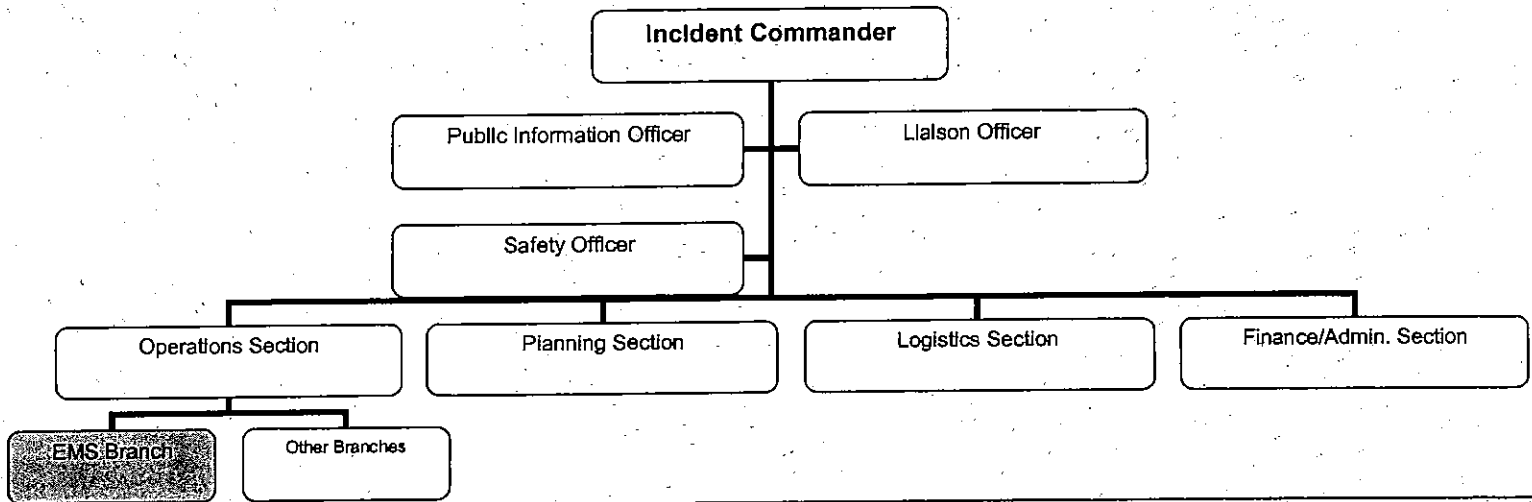 Incident Commander
Public Information Officer
Liaison Officer
Safety Officer
Operations Section
Planning Section
Logistics Section
Finance/Admin. Section
EMS Branch
Other Branches